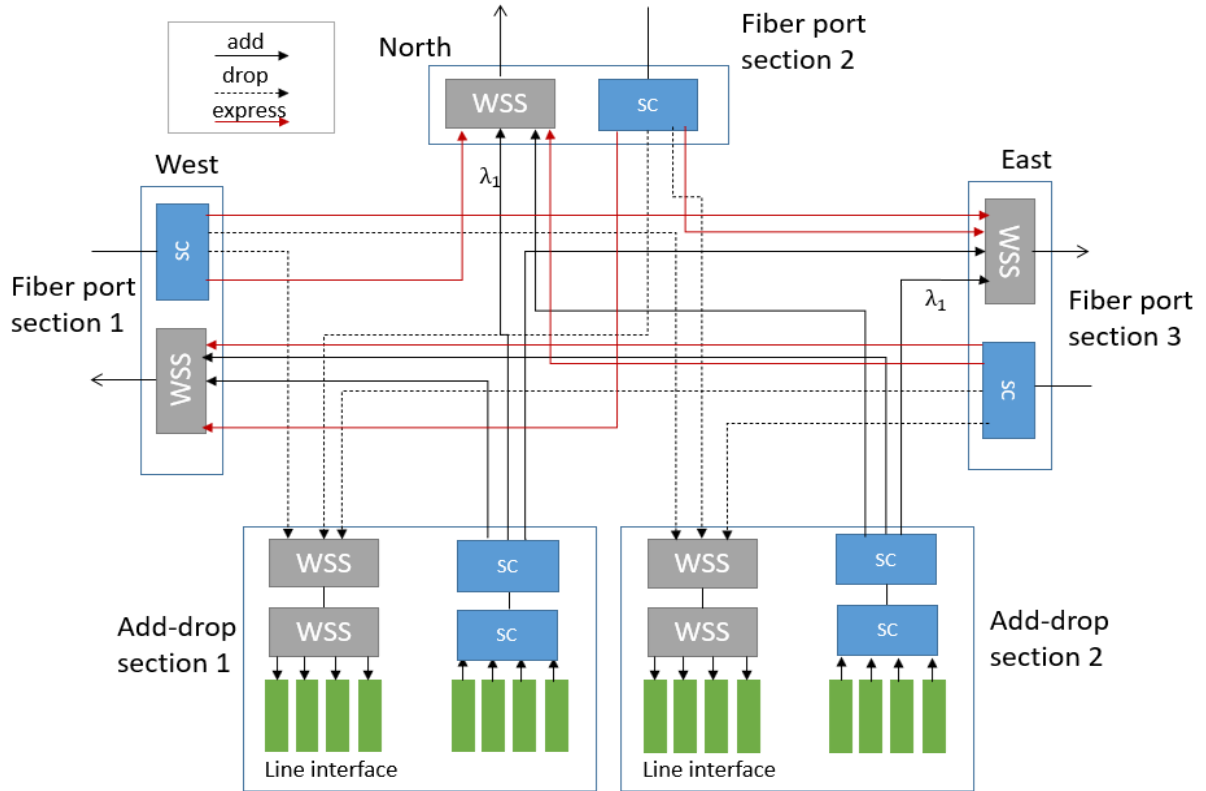 add
drop
express
North
Fiber port
section 2
WSS
SC
West
East
λ₁
SC
WSS
Fiber port
section 1
λ₁
Fiber port
section 3
WSS
SC
WSS
SC
WSS
SC
Add-drop
section 1
WSS
SC
WSS
SC
Add-drop
section 2
Line interface
Line interface